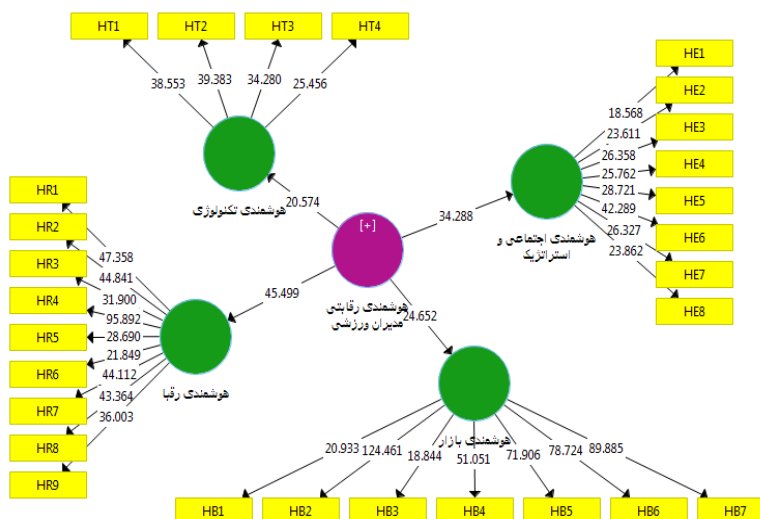 HT1 HT2 HT3 HT4
38.553 39.383 34.280 25.456
هوشمندی تکنولوژی
20.574
HE1
HE2
HE3
HE4
HE5
HE6
HE7
HE8
18.568
23.611
26.358
25.762
28.721
42.289
26.327
23.862
هوشمندی اجتماعی و
استراتژیک
34.288
[+]
هوشمندی رقابتی
مدیران ورزشی
45.499
24.652
HR1
HR2
HR3
HR4
HR5
HR6
HR7
HR8
HR9
47.358
44.841
31.900
95.892
28.690
21.849
44.112
43.364
36.003
هوشمندی رقبا
هوشمندی بازار
20.933 124.461 18.844 51.051 71.906 78.724 89.885
HB1 HB2 HB3 HB4 HB5 HB6 HB7